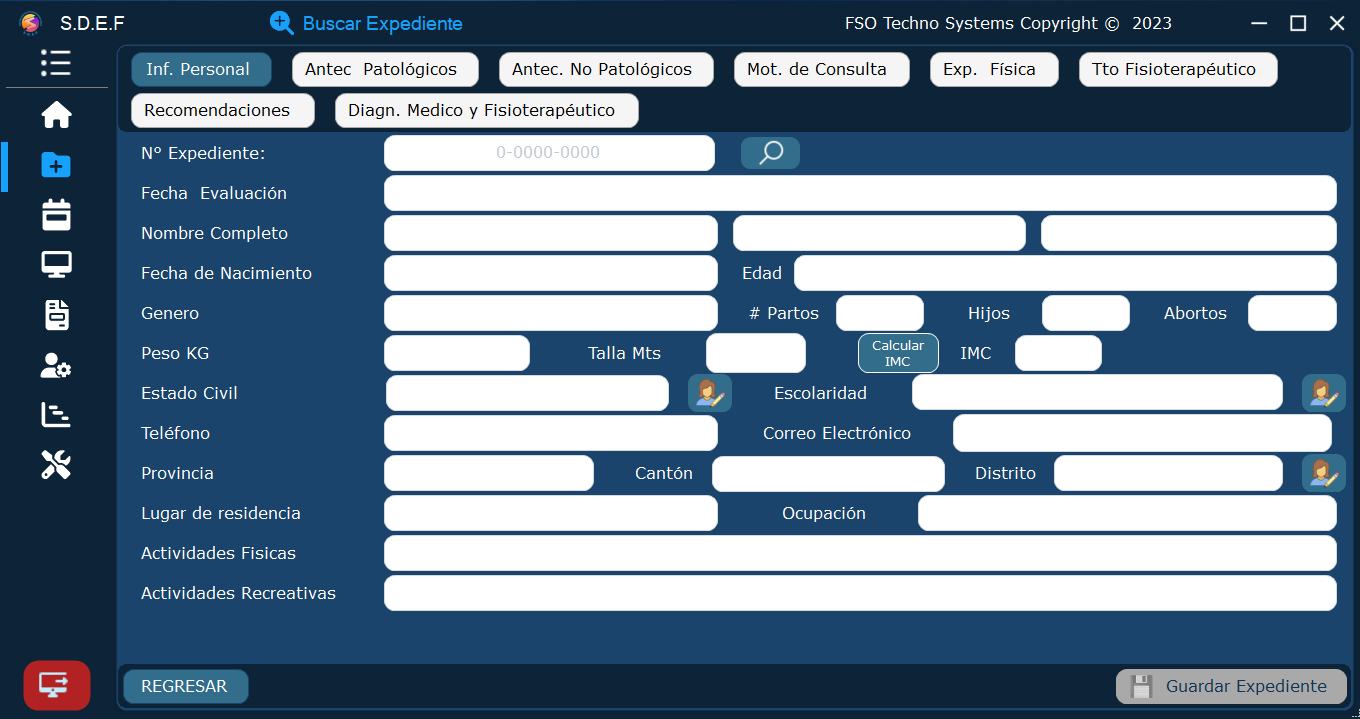 S.D.E.F Buscar Expediente FSO Techno Systems Copyright © 2023
Inf. Personal Antec Patológicos Antec. No Patológicos Mot. de Consulta Exp. Física Tto Fisioterapéutico
Recomendaciones Diagn. Medico y Fisioterapéutico
N° Expediente: 0-0000-0000
Fecha Evaluación
Nombre Completo
Fecha de Nacimiento Edad
Genero # Partos Hijos Abortos
Peso KG Talla Mts Calcular IMC IMC
Estado Civil Escolaridad
Teléfono Correo Electrónico
Provincia Cantón Distrito
Lugar de residencia Ocupación
Actividades Fisicas
Actividades Recreativas
REGRESAR Guardar Expediente